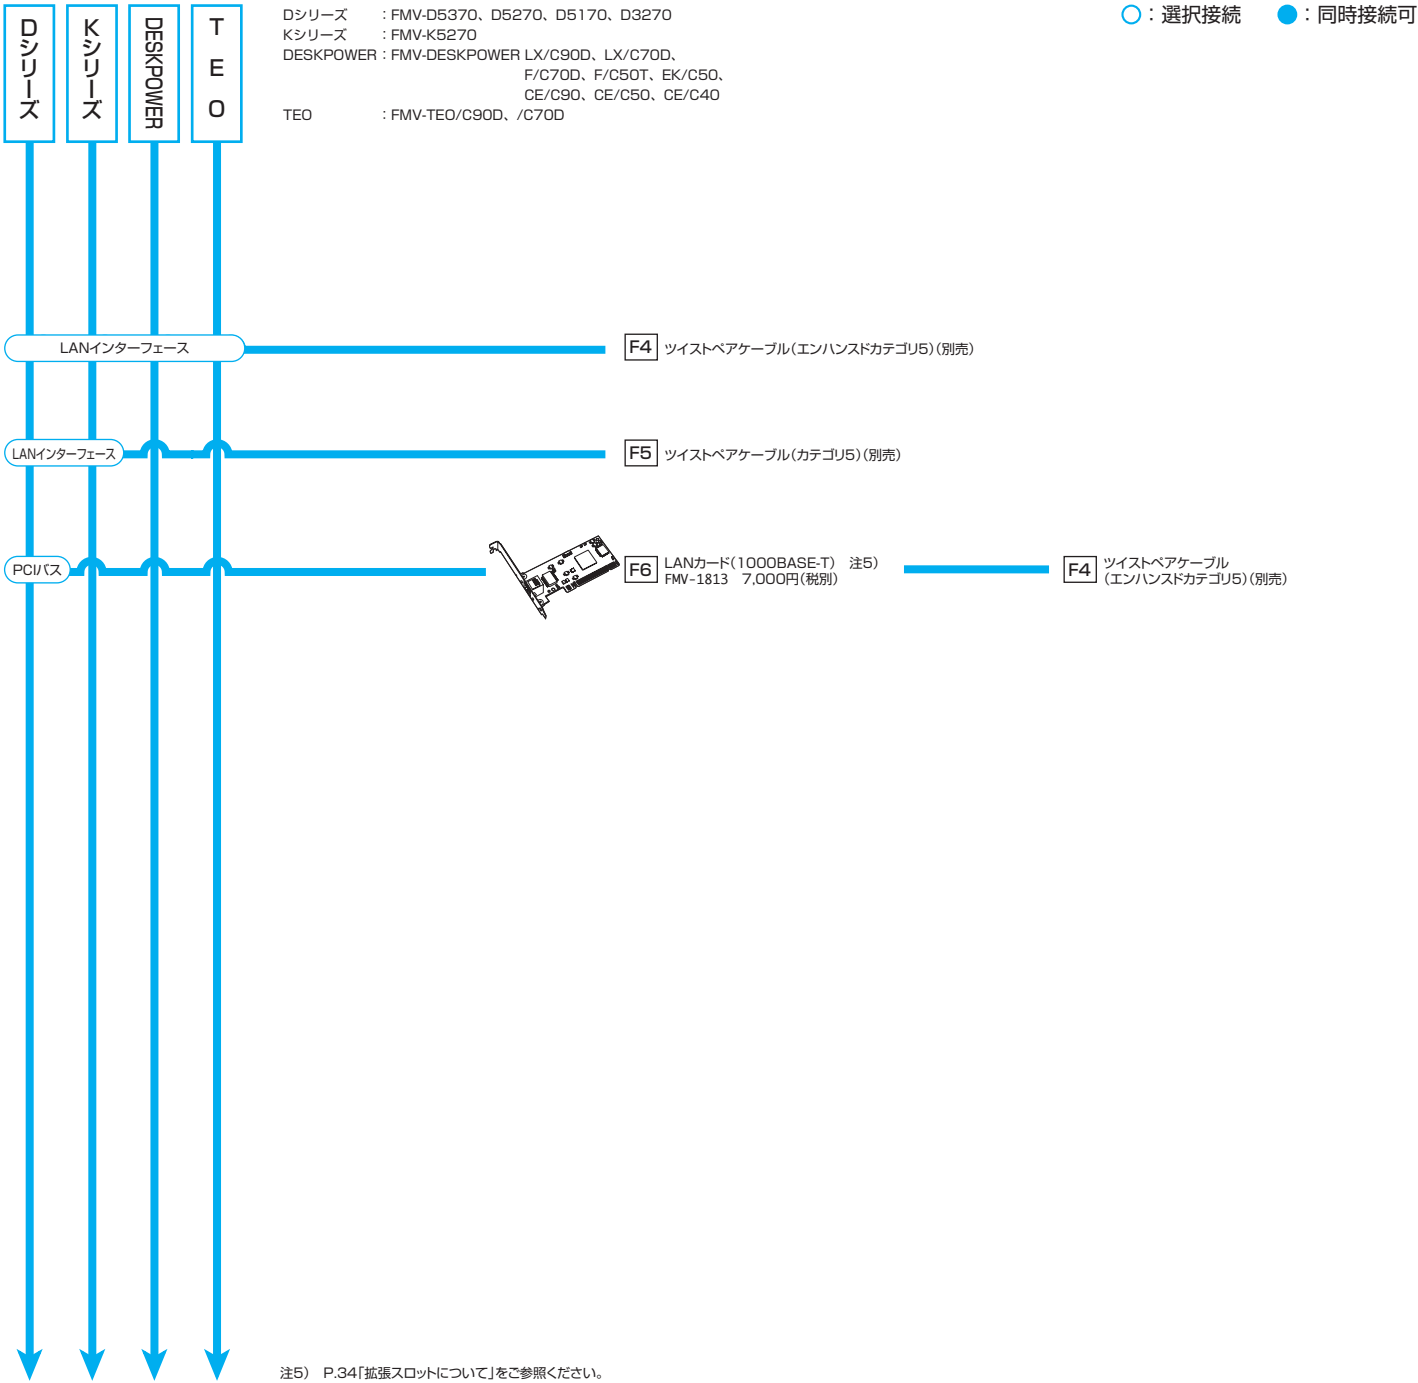 Dシリーズ
Kシリーズ
DESKPOWER
TEO
Dシリーズ　：FMV-D5370、D5270、D5170、D3270
Kシリーズ　：FMV-K5270
DESKPOWER：FMV-DESKPOWER LX/C90D、LX/C70D、
F/C70D、F/C50T、EK/C50、
CE/C90、CE/C50、CE/C40
TEO　：FMV-TEO/C90D、/C70D
：選択接続　：同時接続可
LANインターフェース
F4 ツイストペアケーブル（エンハンスドカテゴリ5）（別売）
LANインターフェース
F5 ツイストペアケーブル（カテゴリ5）（別売）
PCIバス
F6 LANカード（1000BASE-T）　注5）
FMV-1813　7,000円（税別）
F4 ツイストペアケーブル
（エンハンスドカテゴリ5）（別売）
注5）　P.34「拡張スロットについて」をご参照ください。